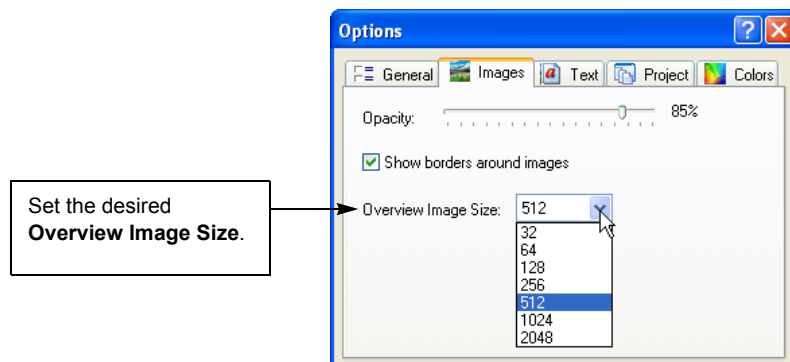 Options
General Images Text Project Colors
Opacity: 85%
Show borders around images
Set the desired
Overview Image Size.
Overview Image Size: 512
32
64
128
256
512
1024
2048